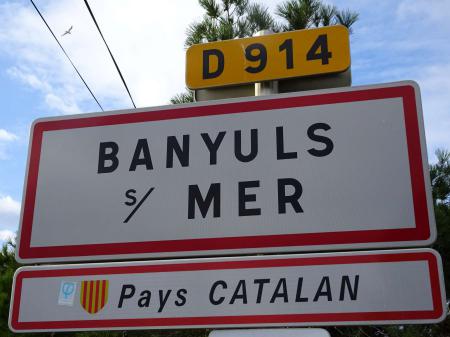 D 914
BANYULS
s/ MER
Pays CATALAN